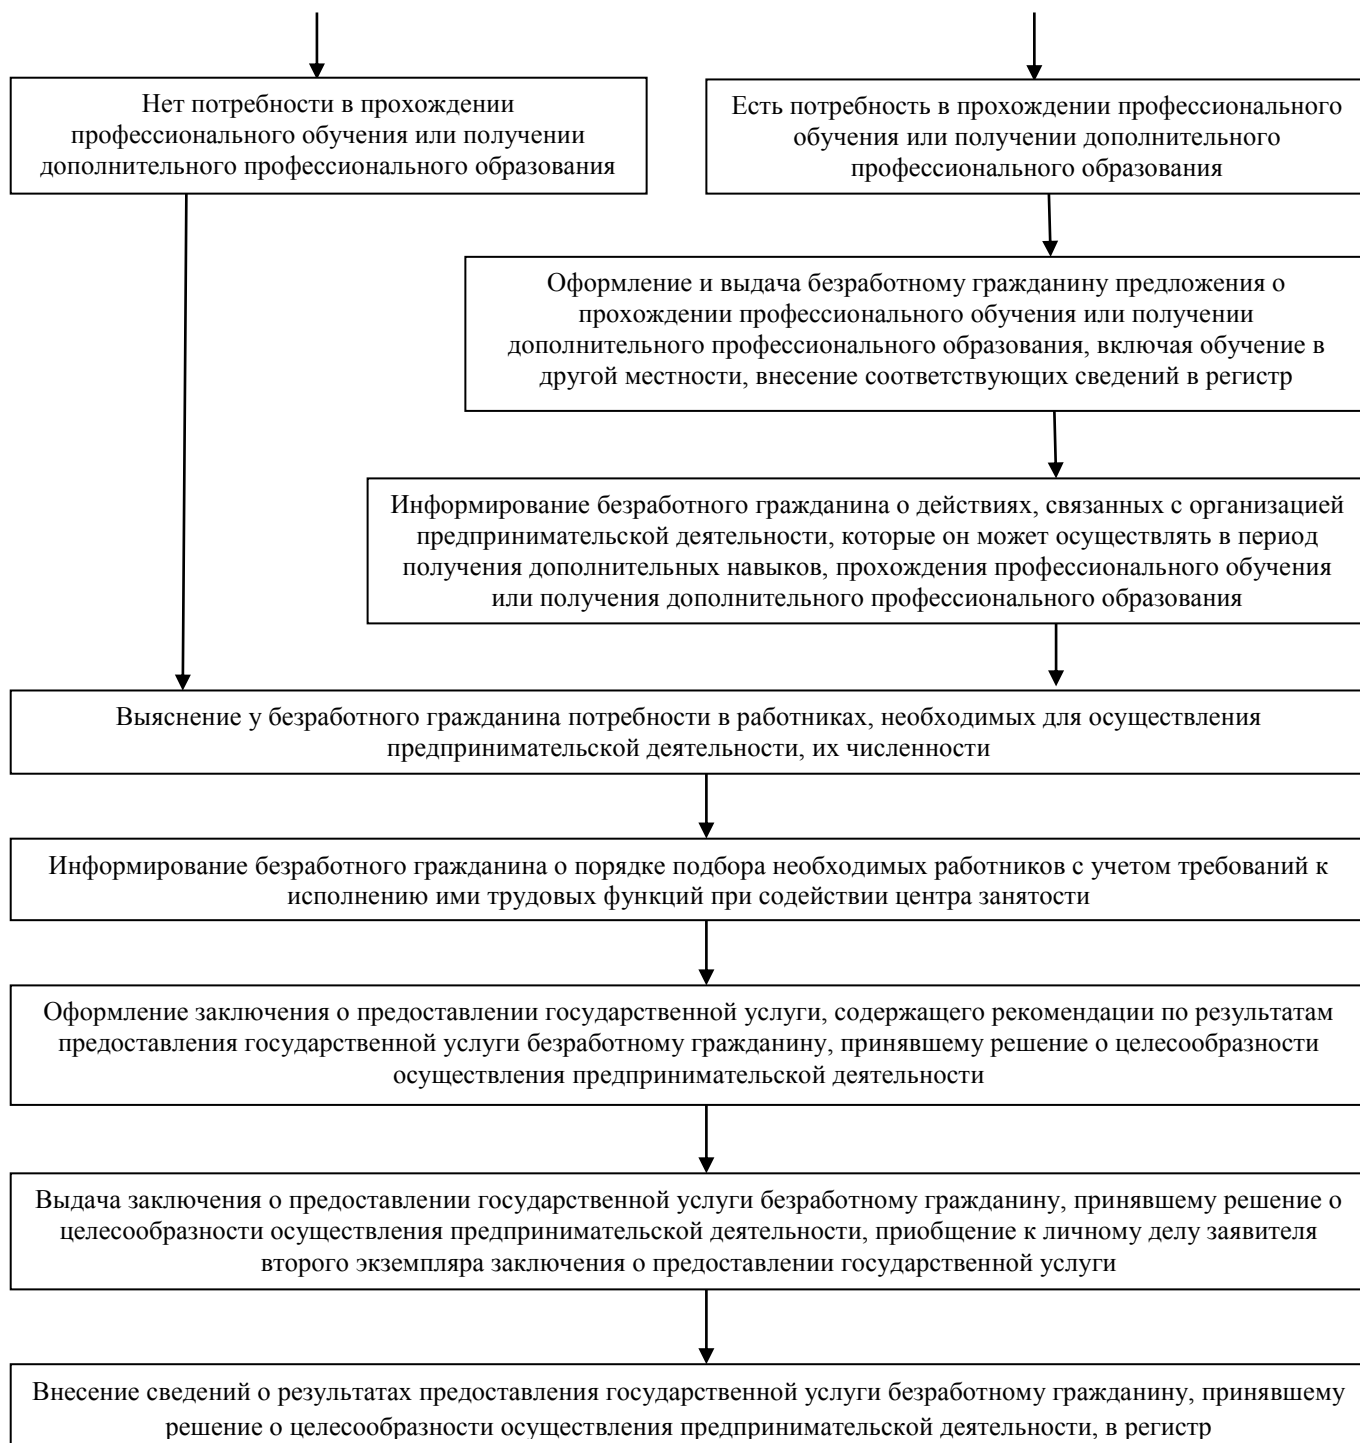 Нет потребности в прохождении
профессионального обучения или получении
дополнительного профессионального образования
Есть потребность в прохождении профессионального
обучения или получении дополнительного
профессионального образования
Оформление и выдача безработному гражданину предложения о
прохождении профессионального обучения или получении
дополнительного профессионального образования, включая обучение в
другой местности, внесение соответствующих сведений в регистр
Информирование безработного гражданина о действиях, связанных с организацией
предпринимательской деятельности, которые он может осуществлять в период
получения дополнительных навыков, прохождения профессионального обучения
или получения дополнительного профессионального образования
Выяснение у безработного гражданина потребности в работниках, необходимых для осуществления
предпринимательской деятельности, их численности
Информирование безработного гражданина о порядке подбора необходимых работников с учетом требований к
исполнению ими трудовых функций при содействии центра занятости
Оформление заключения о предоставлении государственной услуги, содержащего рекомендации по результатам
предоставления государственной услуги безработному гражданину, принявшему решение о целесообразности
осуществления предпринимательской деятельности
Выдача заключения о предоставлении государственной услуги безработному гражданину, принявшему решение о
целесообразности осуществления предпринимательской деятельности, приобщение к личному делу заявителя
второго экземпляра заключения о предоставлении государственной услуги
Внесение сведений о результатах предоставления государственной услуги безработному гражданину, принявшему
решение о целесообразности осуществления предпринимательской деятельности, в регистр